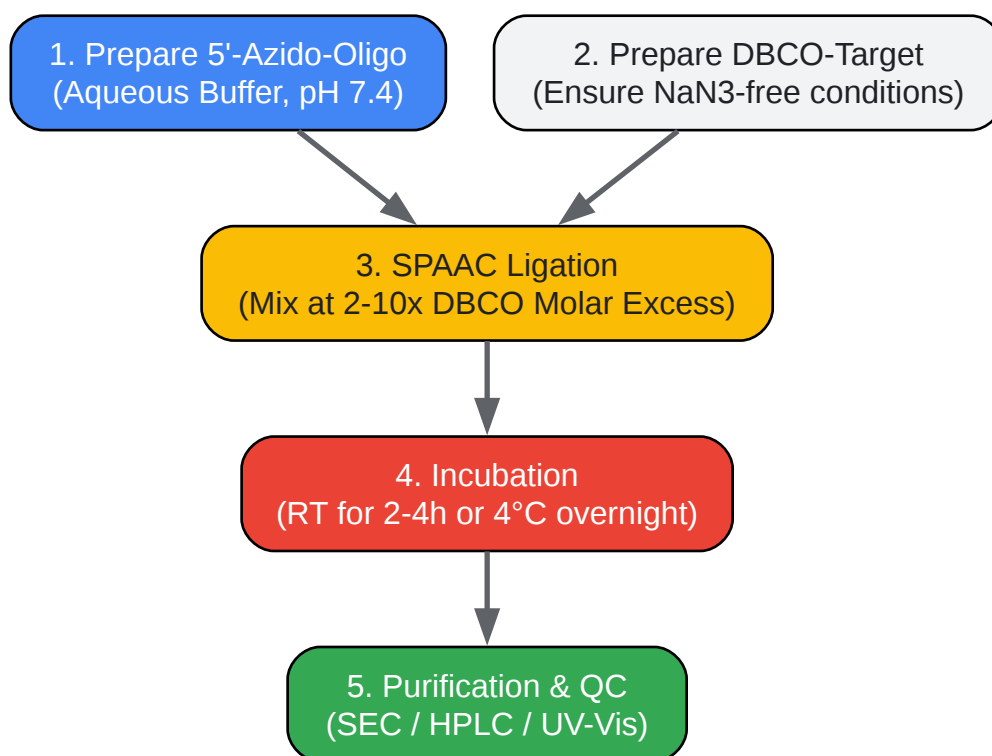 1. Prepare 5'-Azido-Oligo
(Aqueous Buffer, pH 7.4)
2. Prepare DBCO-Target
(Ensure NaN3-free conditions)
3. SPAAC Ligation
(Mix at 2-10x DBCO Molar Excess)
4. Incubation
(RT for 2-4h or 4°C overnight)
5. Purification & QC
(SEC / HPLC / UV-Vis)